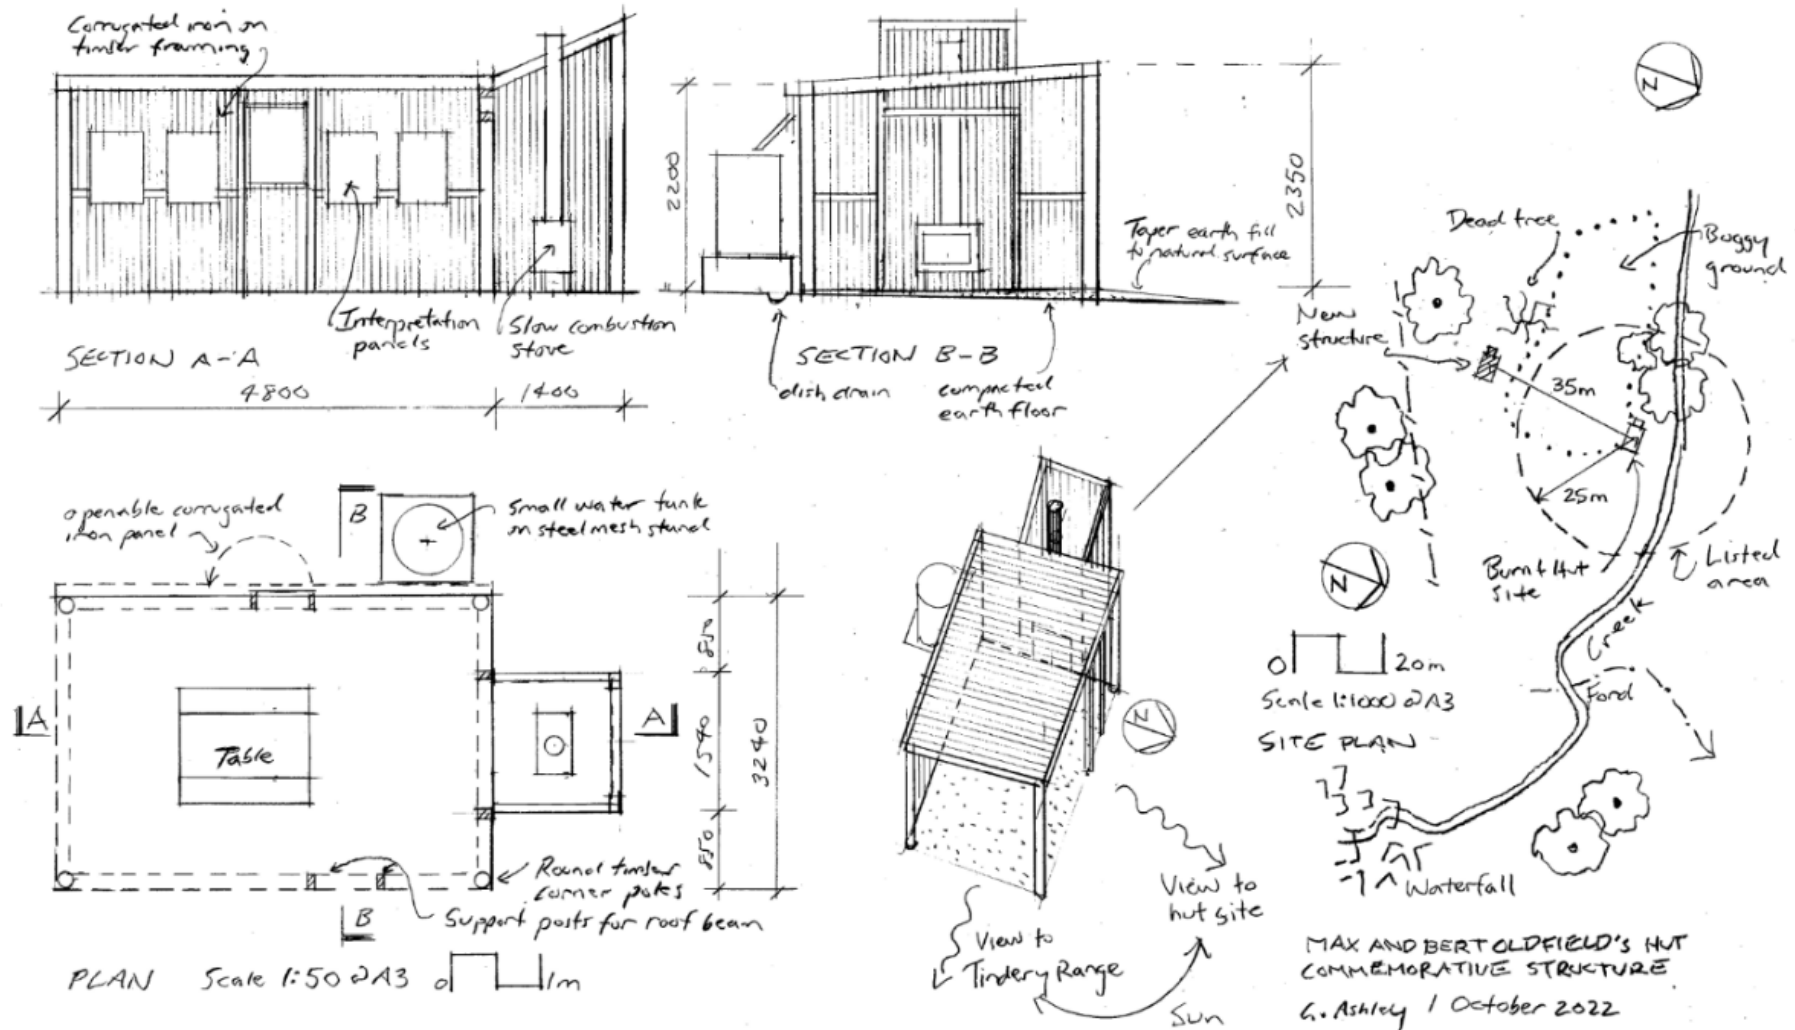 Corrugated iron on
timber framing
2200
2350
Taper earth fill
to natural surface
Interpretation
panels
Slow combustion
stove
SECTION A-A
4800
1400
SECTION B-B
dish drain
compacted
earth floor
N
Dead tree
Boggy
ground
New
structure
35m
25m
Burnt Hut
site
Listed
area
Creek
Ford
N
0
20m
Scale 1:1000 @ A3
SITE PLAN
Waterfall
openable corrugated
iron panel
B
Small water tank
on steel mesh stand
A
Table
A
850
1540
850
3240
Round timber
corner poles
Support posts for roof beam
B
PLAN
Scale 1:50 @ A3
0
1m
N
View to
hut site
View to
Tindery Range
Sun
MAX AND BERT OLDFIELD'S HUT
COMMEMORATIVE STRUCTURE
G. Ashley / October 2022